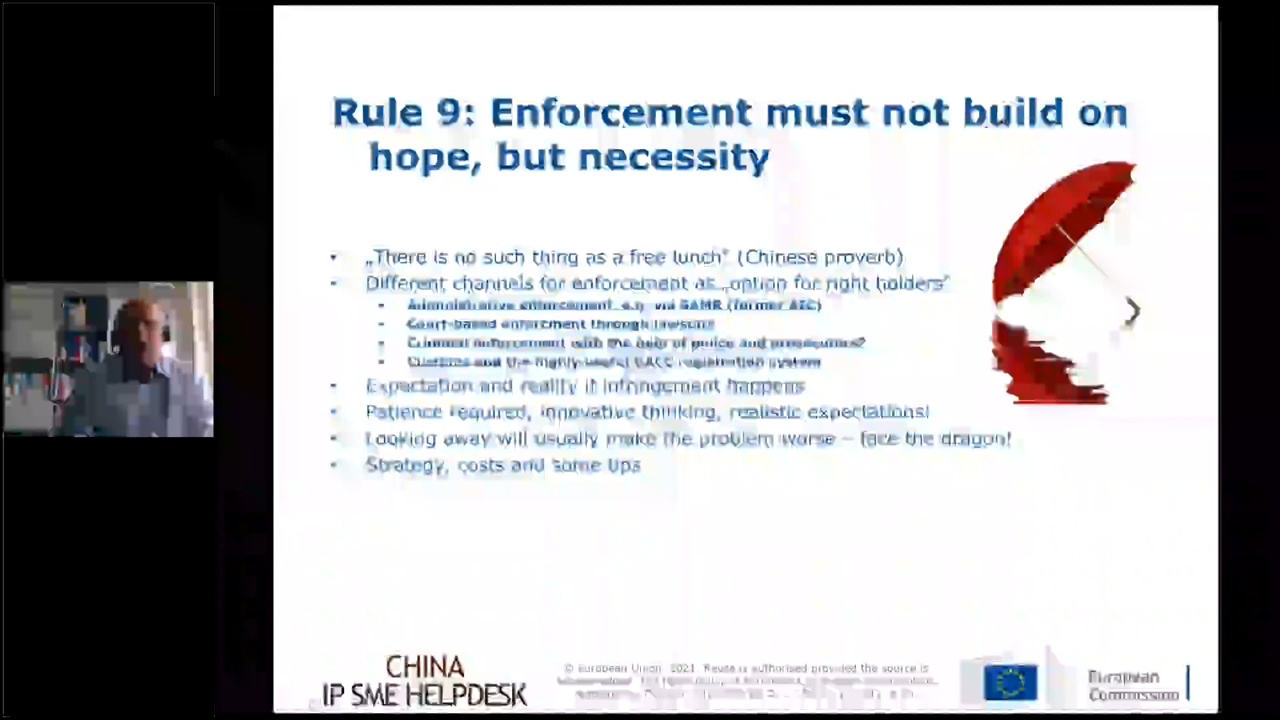 Rule 9: Enforcement must not build on
hope, but necessity
• „There is no such thing as a free lunch“ (Chinese proverb)
• Different channels for enforcement as „option for right holders“
• Administrative enforcement, e.g. via SAMR (former AIC)
• Court-based enforcment through lawsuits
• Criminal enforcement with the help of police and prosecutors?
• Customs and the highly-useful GACC registration system
• Expectation and reality if infringement happens
• Patience required, innovative thinking, realistic expectations!
• Looking away will usually make the problem worse – face the dragon!
• Strategy, costs and some tips
CHINA
IP SME HELPDESK
© European Union, 2021. Reuse is authorised provided the source is
European
Commission